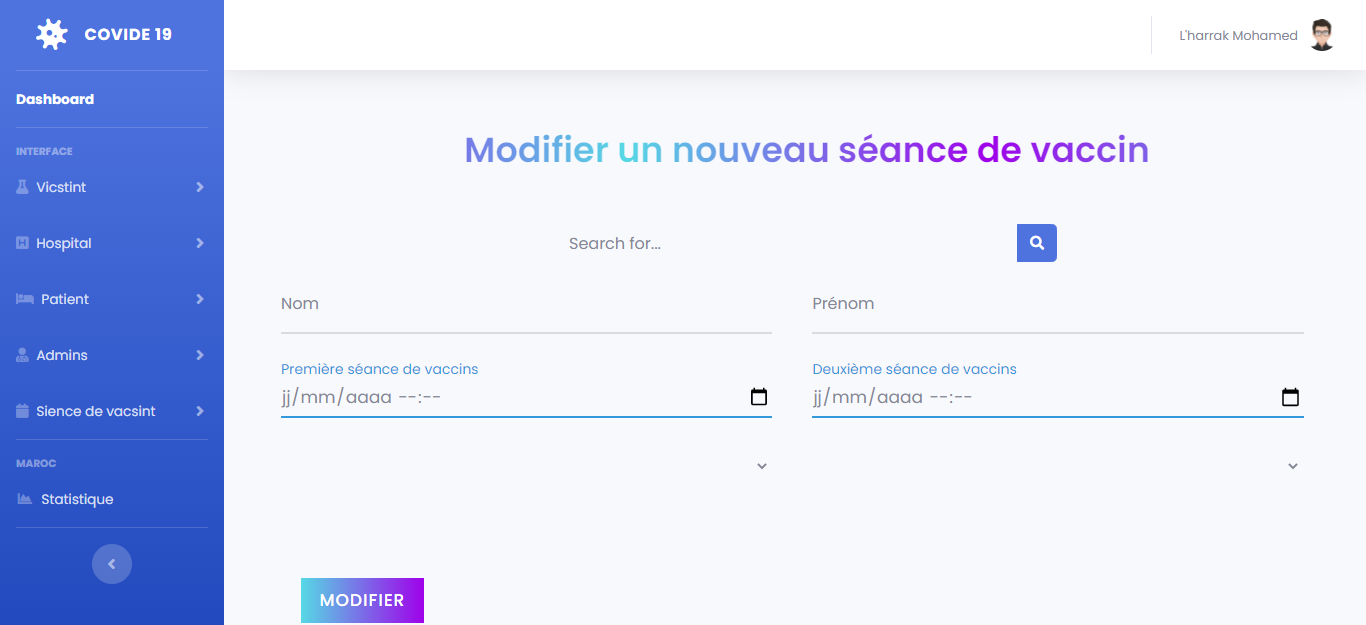 COVIDE 19
L'harrak Mohamed
Dashboard
INTERFACE
Vicstint
Hospital
Patient
Admins
Sience de vacsint
MAROC
Statistique
Modifier un nouveau séance de vaccin
Search for...
Nom
Prénom
Première séance de vaccins
Deuxième séance de vaccins
jj/mm/aaaa --:--
jj/mm/aaaa --:--
MODIFIER